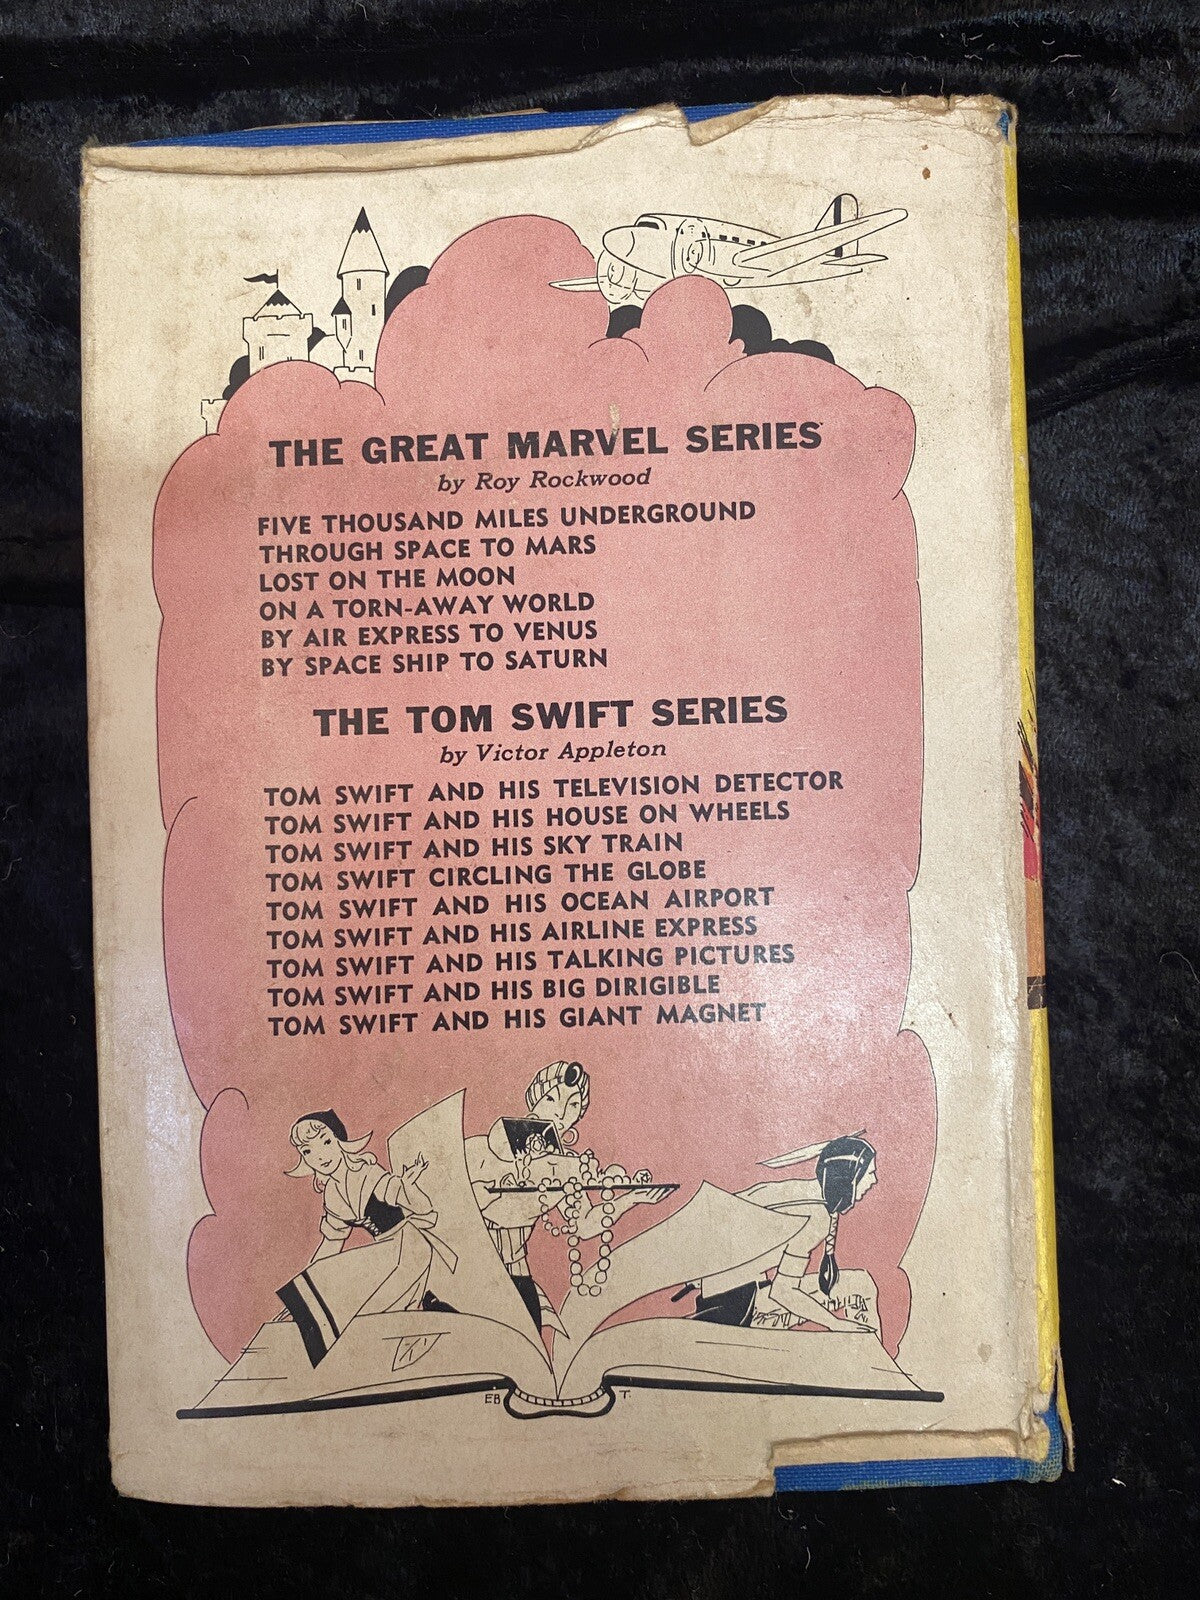 THE GREAT MARVEL SERIES
by Roy Rockwood
FIVE THOUSAND MILES UNDERGROUND
THROUGH SPACE TO MARS
LOST ON THE MOON
ON A TORN-AWAY WORLD
BY AIR EXPRESS TO VENUS
BY SPACE SHIP TO SATURN
THE TOM SWIFT SERIES
by Victor Appleton
TOM SWIFT AND HIS TELEVISION DETECTOR
TOM SWIFT AND HIS HOUSE ON WHEELS
TOM SWIFT AND HIS SKY TRAIN
TOM SWIFT CIRCLING THE GLOBE
TOM SWIFT AND HIS OCEAN AIRPORT
TOM SWIFT AND HIS AIRLINE EXPRESS
TOM SWIFT AND HIS TALKING PICTURES
TOM SWIFT AND HIS BIG DIRIGIBLE
TOM SWIFT AND HIS GIANT MAGNET
EB T.